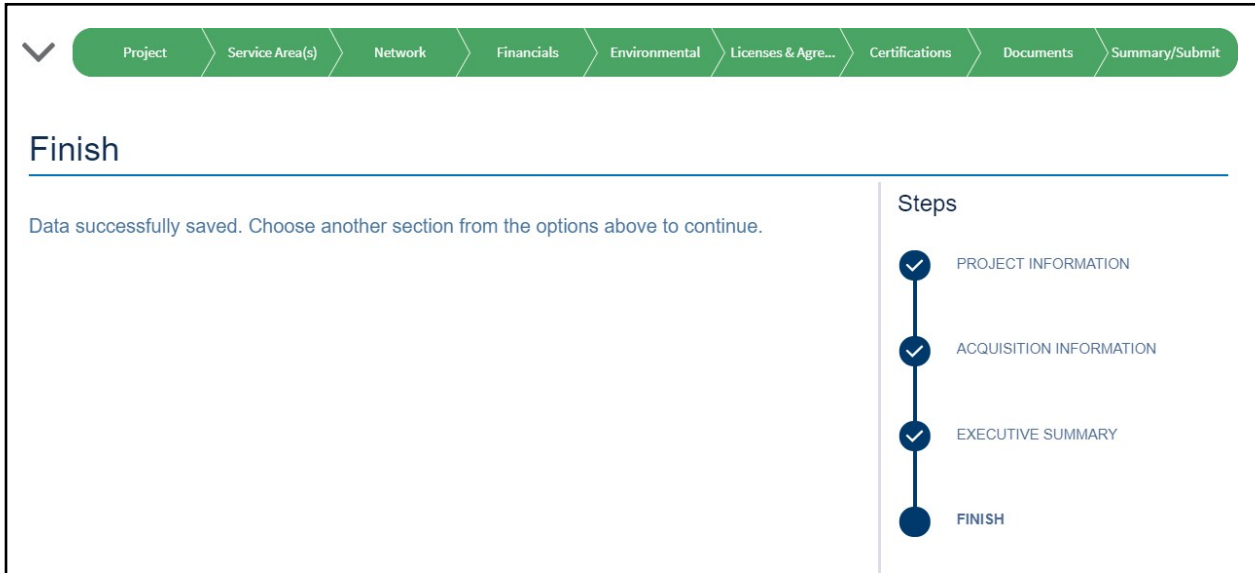 Project Service Area(s) Network Financials Environmental Licenses & Agre... Certifications Documents Summary/Submit
Finish
Data successfully saved. Choose another section from the options above to continue.
Steps
PROJECT INFORMATION
ACQUISITION INFORMATION
EXECUTIVE SUMMARY
FINISH